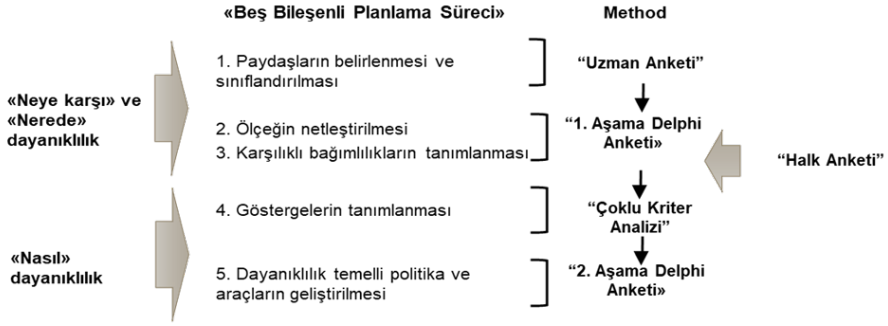 «Beş Bileşenli Planlama Süreci»
Method
1. Paydaşların belirlenmesi ve
sınıflandırılması
“Uzman Anketi”
«Neye karşı» ve
«Nerede»
dayanıklılık
2. Ölçeğin netleştirilmesi
3. Karşılıklı bağımlılıkların tanımlanması
“1. Aşama Delphi
Anketi»
“Halk Anketi”
4. Göstergelerin tanımlanması
“Çoklu Kriter
Analizi”
«Nasıl»
dayanıklılık
5. Dayanıklılık temelli politika ve
araçların geliştirilmesi
“2. Aşama Delphi
Anketi»